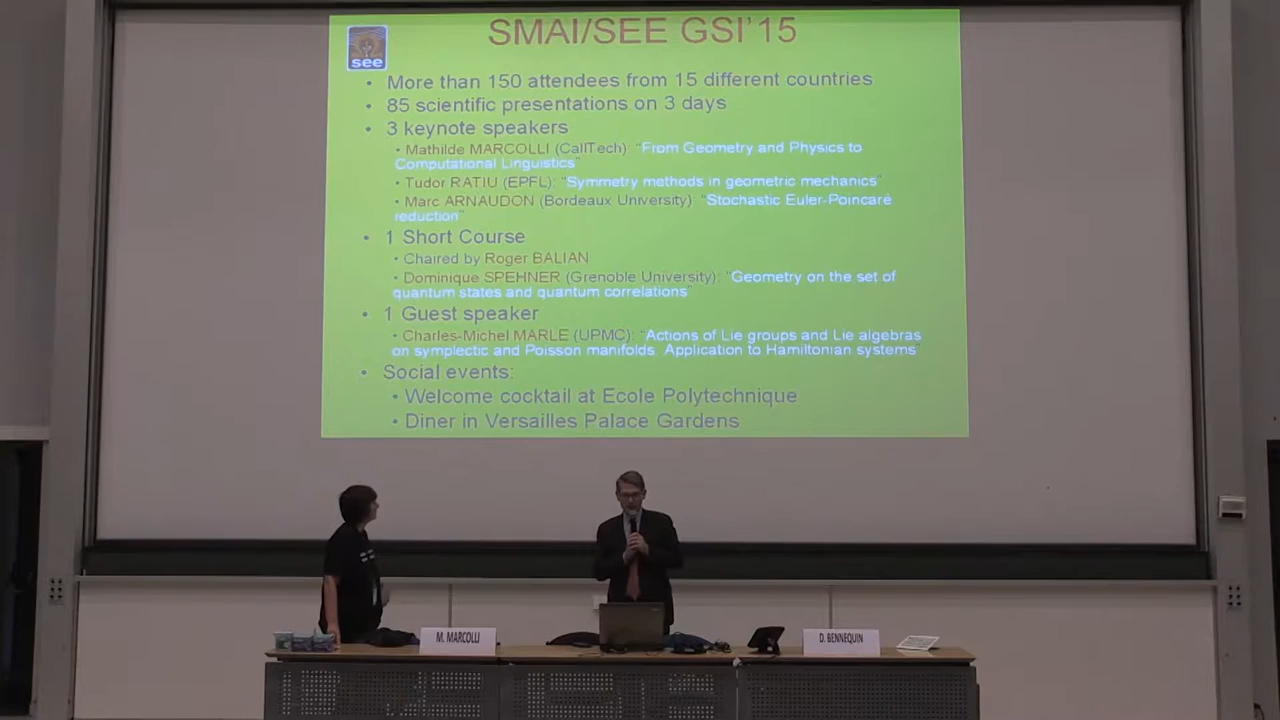 SMAI/SEE GSI'15
see
• More than 150 attendees from 15 different countries
• 85 scientific presentations on 3 days
• 3 keynote speakers
• Mathilde MARCOLLI (CallTech): "From Geometry and Physics to
Computational Linguistics"
• Tudor RATIU (EPFL): "Symmetry methods in geometric mechanics"
• Marc ARNAUDON (Bordeaux University): "Stochastic Euler-Poincaré
reduction"
• 1 Short Course
• Chaired by Roger BALIAN
• Dominique SPEHNER (Grenoble University): "Geometry on the set of
quantum states and quantum correlations"
• 1 Guest speaker
• Charles-Michel MARLE (UPMC): "Actions of Lie groups and Lie algebras
on symplectic and Poisson manifolds. Application to Hamiltonian systems"
• Social events:
• Welcome cocktail at Ecole Polytechnique
• Diner in Versailles Palace Gardens
M. MARCOLLI
D. BENNEQUIN